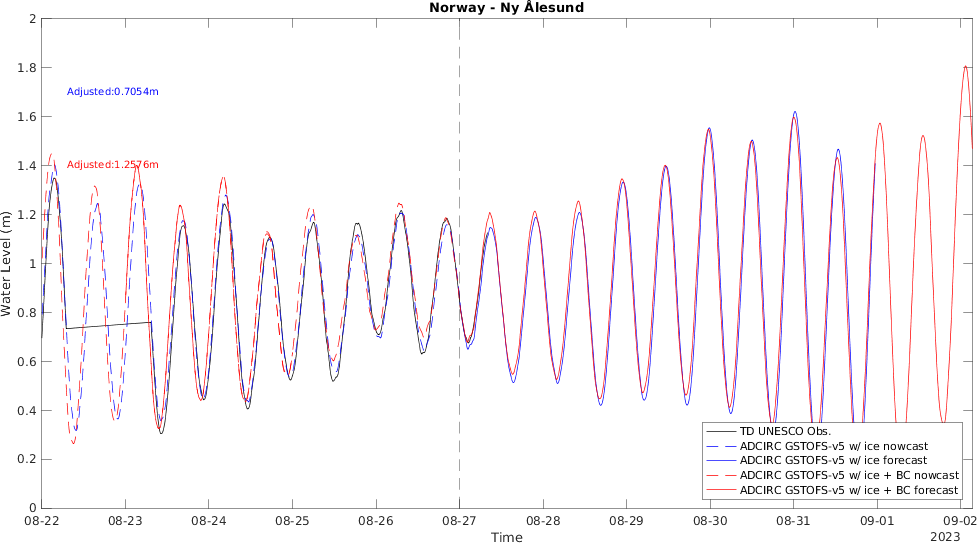 Norway - Ny Ålesund
2
1.8
1.6
1.4
1.2
1
0.8
0.6
0.4
0.2
0
Water Level (m)
Adjusted:0.7054m
Adjusted:1.2576m
TD UNESCO Obs.
ADCIRC GSTOFS-v5 w/ ice nowcast
ADCIRC GSTOFS-v5 w/ ice forecast
ADCIRC GSTOFS-v5 w/ ice + BC nowcast
ADCIRC GSTOFS-v5 w/ ice + BC forecast
08-22 08-23 08-24 08-25 08-26 08-27 08-28 08-29 08-30 08-31 09-01 09-02
Time
2023